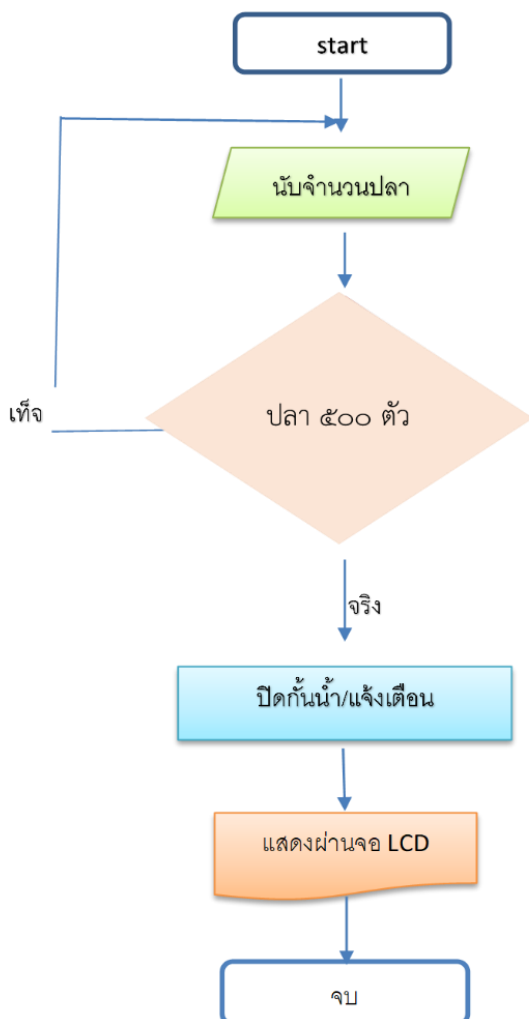 start
นับจำนวนปลา
ปลา ๕๐๐ ตัว
เท็จ
จริง
ปิดกั้นน้ำ/แจ้งเตือน
แสดงผ่านจอ LCD
จบ